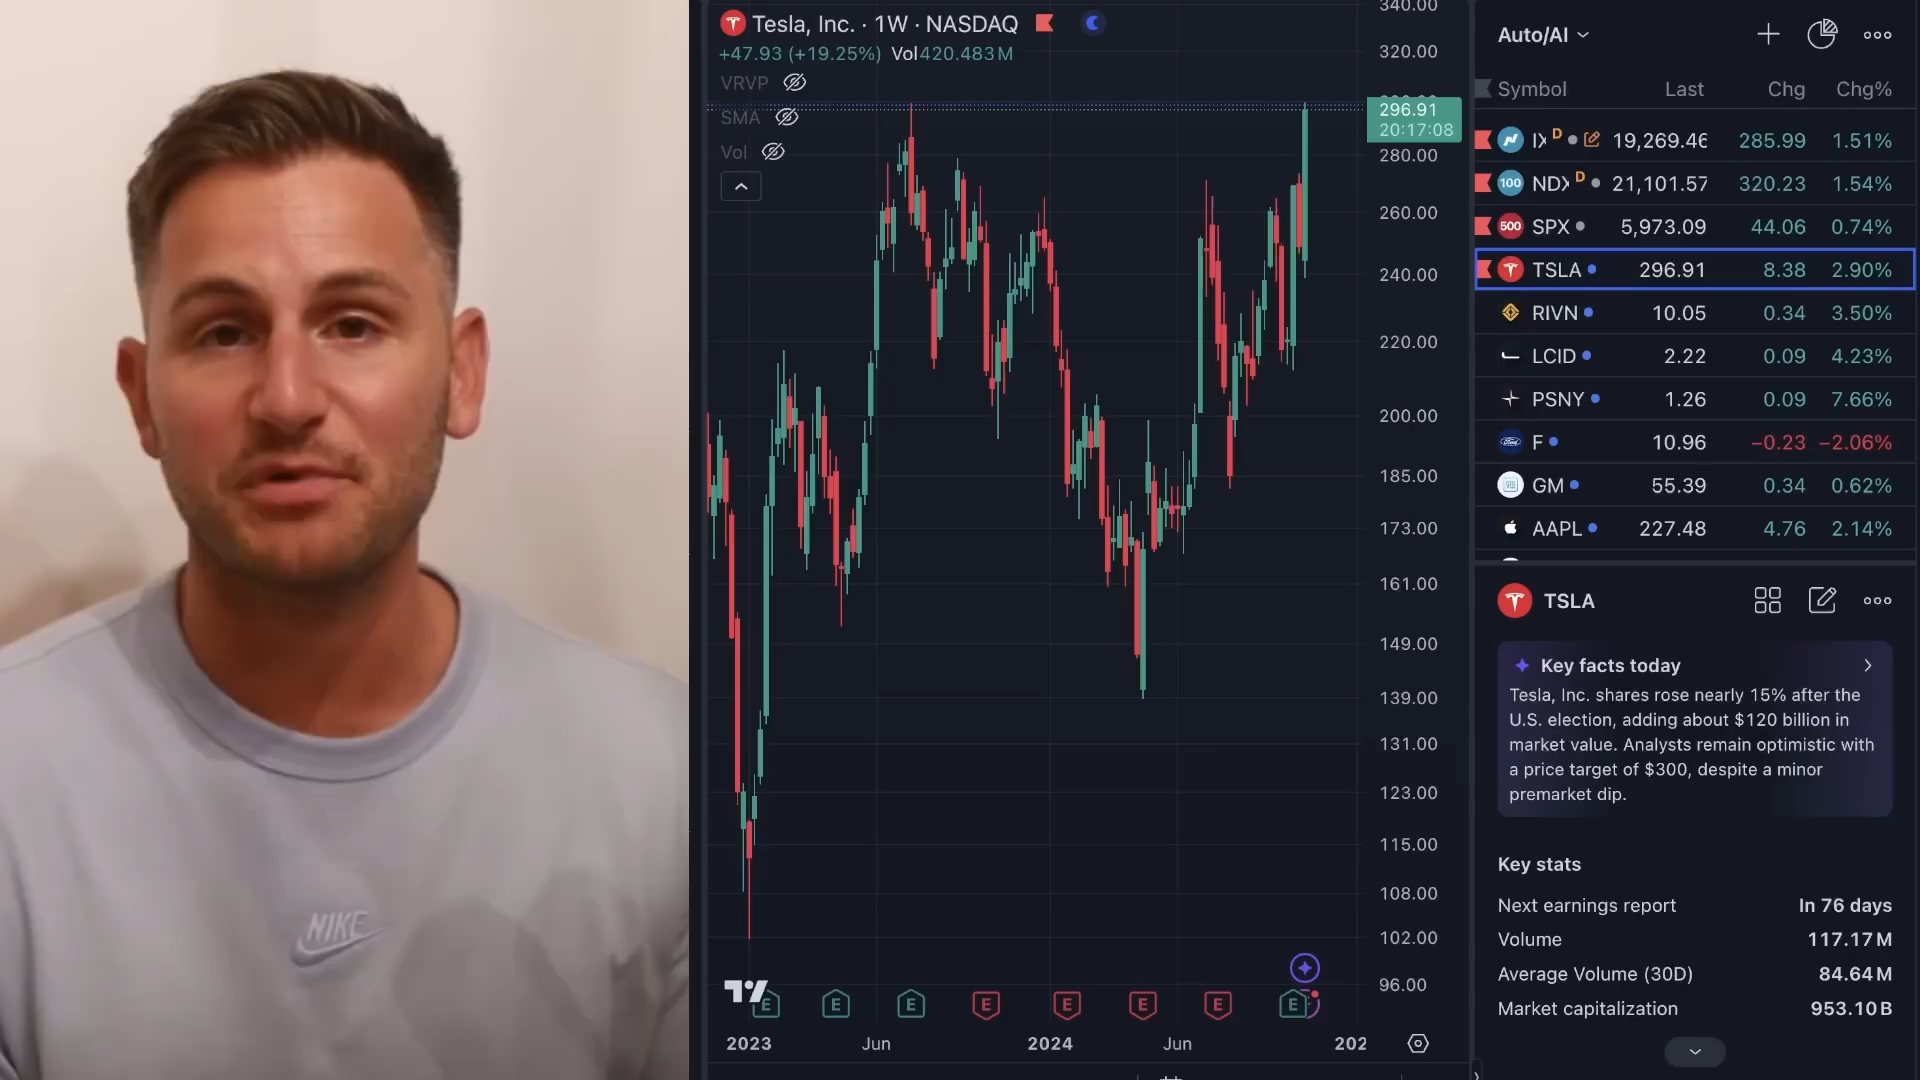 Tesla, Inc. · 1W · NASDAQ
+47.93 (+19.25%) Vol420.483M
VRVP
SMA
Vol
340.00
320.00
296.91
20:17:08
280.00
260.00
240.00
220.00
200.00
185.00
173.00
161.00
149.00
139.00
131.00
123.00
115.00
108.00
102.00
96.00
E E E E E E E E
2023 Jun 2024 Jun 202
NIKE
Auto/AI
Symbol Last Chg Chg%
IX D 19,269.46 285.99 1.51%
100 NDX D 21,101.57 320.23 1.54%
500 SPX 5,973.09 44.06 0.74%
TSLA 296.91 8.38 2.90%
RIVN 10.05 0.34 3.50%
LCID 2.22 0.09 4.23%
PSNY 1.26 0.09 7.66%
F 10.96 −0.23 −2.06%
GM 55.39 0.34 0.62%
AAPL 227.48 4.76 2.14%
TSLA
Key facts today
Tesla, Inc. shares rose nearly 15% after the
U.S. election, adding about $120 billion in
market value. Analysts remain optimistic with
a price target of $300, despite a minor
premarket dip.
Key stats
Next earnings report In 76 days
Volume 117.17M
Average Volume (30D) 84.64M
Market capitalization 953.10B